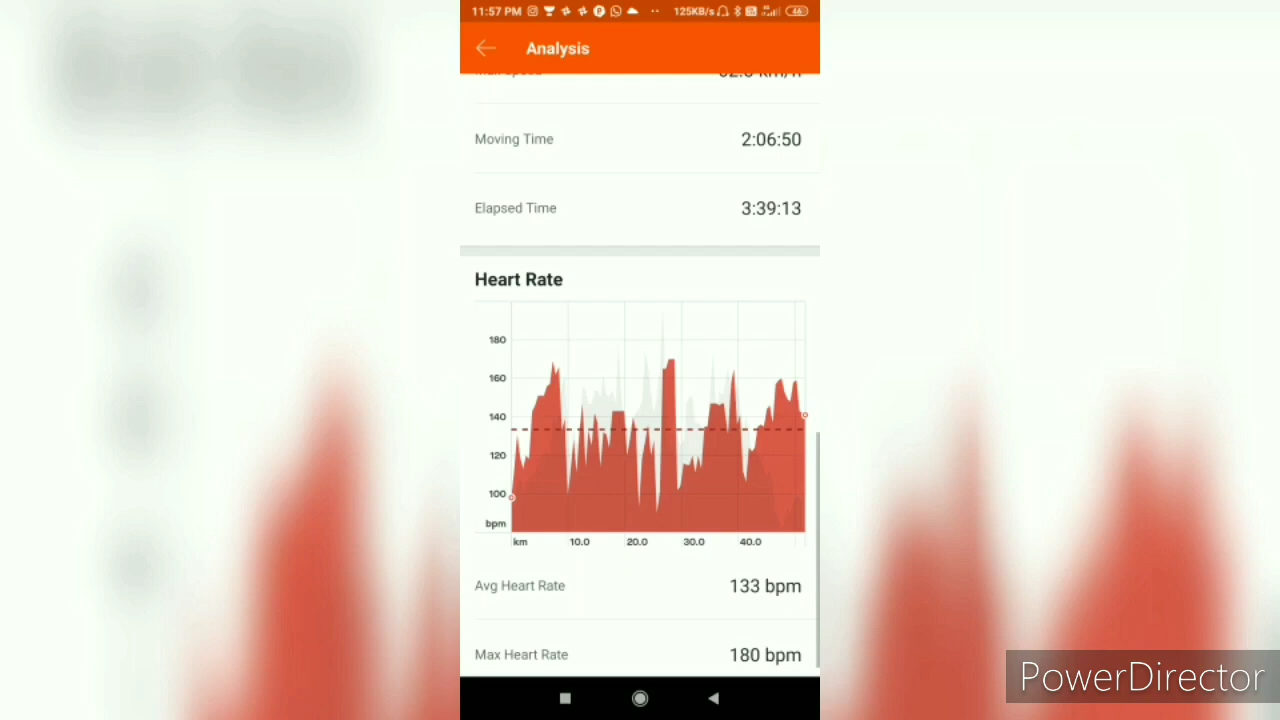 11:57 PM 125KB/s 46
Analysis
Moving Time 2:06:50
Elapsed Time 3:39:13
Heart Rate
180
160
140
120
100
bpm
km 10.0 20.0 30.0 40.0
Avg Heart Rate 133 bpm
Max Heart Rate 180 bpm
PowerDirector